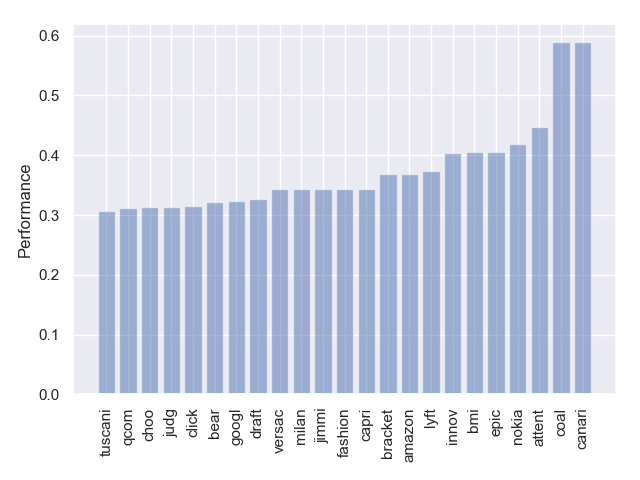 0.6
0.5
0.4
0.3
0.2
0.1
0.0
Performance
tuscani
qcom
choo
judg
click
bear
googl
draft
versac
milan
jimmi
fashion
capri
bracket
amazon
lyft
innov
bmi
epic
nokia
attent
coal
canari